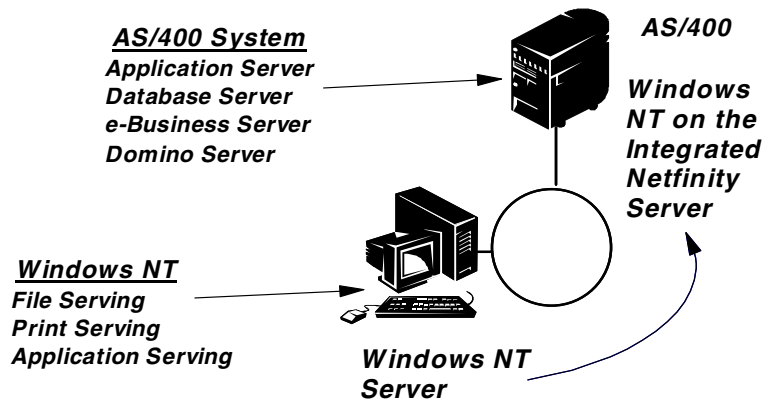 AS/400 System
Application Server
Database Server
e-Business Server
Domino Server
AS/400
Windows
NT on the
Integrated
Netfinity
Server
Windows NT
File Serving
Print Serving
Application Serving
Windows NT
Server